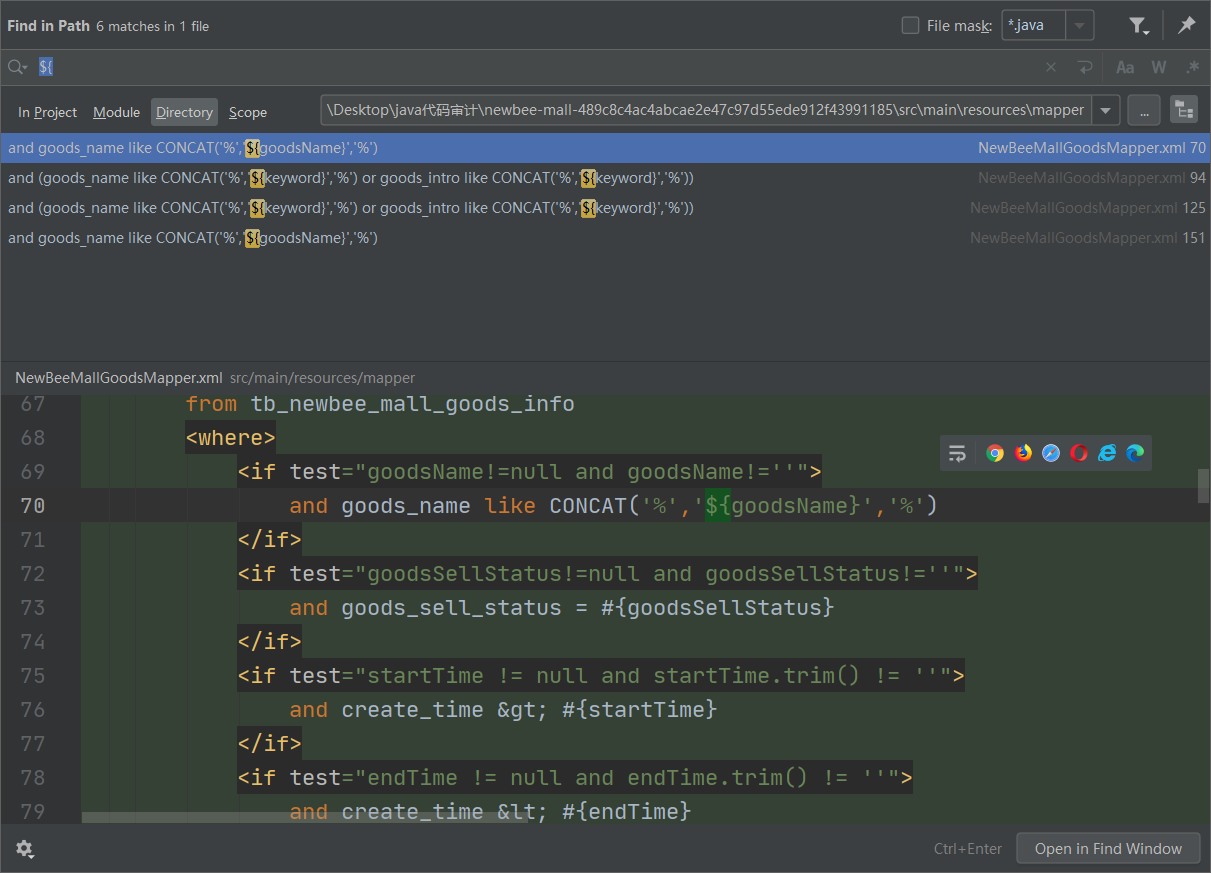 Find in Path 6 matches in 1 file File mask: *.java
${ Aa W .*
In Project Module Directory Scope \Desktop\java代码审计\newbee-mall-489c8c4ac4abcae2e47c97d55ede912f43991185\src\main\resources\mapper ...
and goods_name like CONCAT('%','${goodsName}','%') NewBeeMallGoodsMapper.xml 70
and (goods_name like CONCAT('%','${keyword}','%') or goods_intro like CONCAT('%','${keyword}','%')) NewBeeMallGoodsMapper.xml 94
and (goods_name like CONCAT('%','${keyword}','%') or goods_intro like CONCAT('%','${keyword}','%')) NewBeeMallGoodsMapper.xml 125
and goods_name like CONCAT('%','${goodsName}','%') NewBeeMallGoodsMapper.xml 151
NewBeeMallGoodsMapper.xml src/main/resources/mapper
67 from tb_newbee_mall_goods_info
68 <where>
69 <if test="goodsName!=null and goodsName!=''">
70 and goods_name like CONCAT('%','${goodsName}','%')
71 </if>
72 <if test="goodsSellStatus!=null and goodsSellStatus!=''">
73 and goods_sell_status = #{goodsSellStatus}
74 </if>
75 <if test="startTime != null and startTime.trim() != ''">
76 and create_time &gt; #{startTime}
77 </if>
78 <if test="endTime != null and endTime.trim() != ''">
79 and create_time &lt; #{endTime}
Ctrl+Enter Open in Find Window